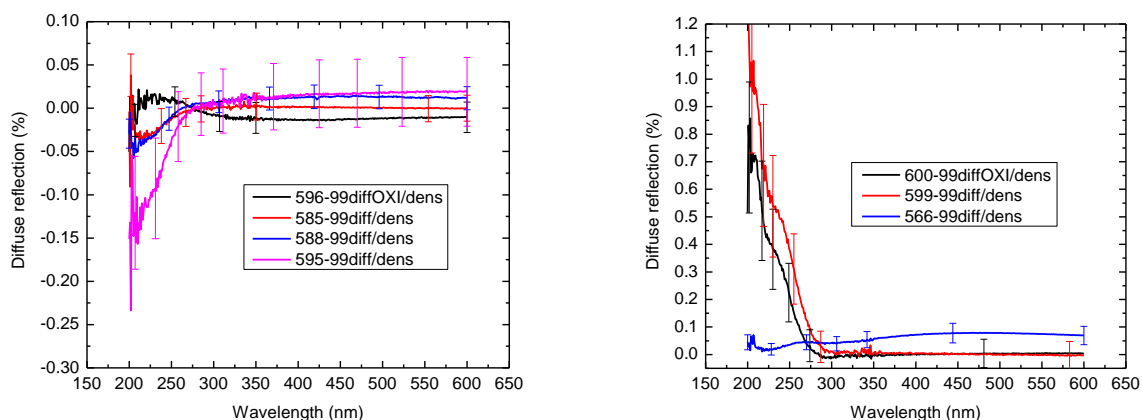 0.10
0.05
0.00
-0.05
-0.10
-0.15
-0.20
-0.25
-0.30
Diffuse reflection (%)
596-99diffOXI/dens
585-99diff/dens
588-99diff/dens
595-99diff/dens
150 200 250 300 350 400 450 500 550 600 650
Wavelength (nm)
1.2
1.1
1.0
0.9
0.8
0.7
0.6
0.5
0.4
0.3
0.2
0.1
0.0
Diffuse reflection (%)
600-99diffOXI/dens
599-99diff/dens
566-99diff/dens
150 200 250 300 350 400 450 500 550 600 650
Wavelength (nm)